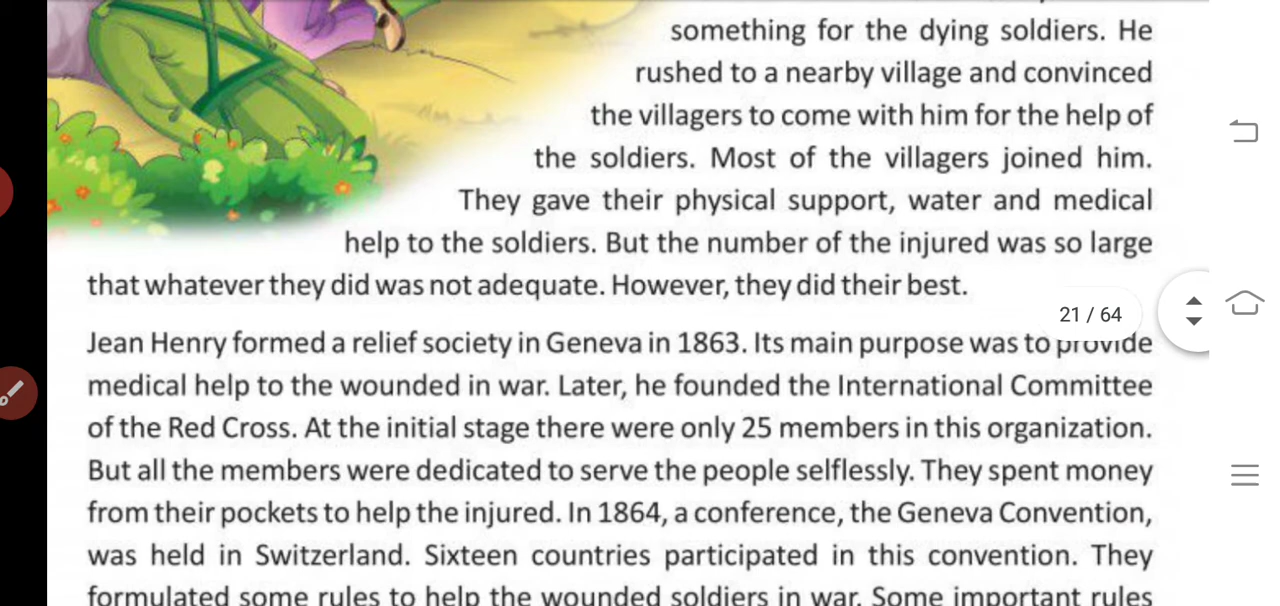 something for the dying soldiers. He
rushed to a nearby village and convinced
the villagers to come with him for the help of
the soldiers. Most of the villagers joined him.
They gave their physical support, water and medical
help to the soldiers. But the number of the injured was so large
that whatever they did was not adequate. However, they did their best.
21 / 64
Jean Henry formed a relief society in Geneva in 1863. Its main purpose was to provide
medical help to the wounded in war. Later, he founded the International Committee
of the Red Cross. At the initial stage there were only 25 members in this organization.
But all the members were dedicated to serve the people selflessly. They spent money
from their pockets to help the injured. In 1864, a conference, the Geneva Convention,
was held in Switzerland. Sixteen countries participated in this convention. They
formulated some rules to help the wounded soldiers in war. Some important rules